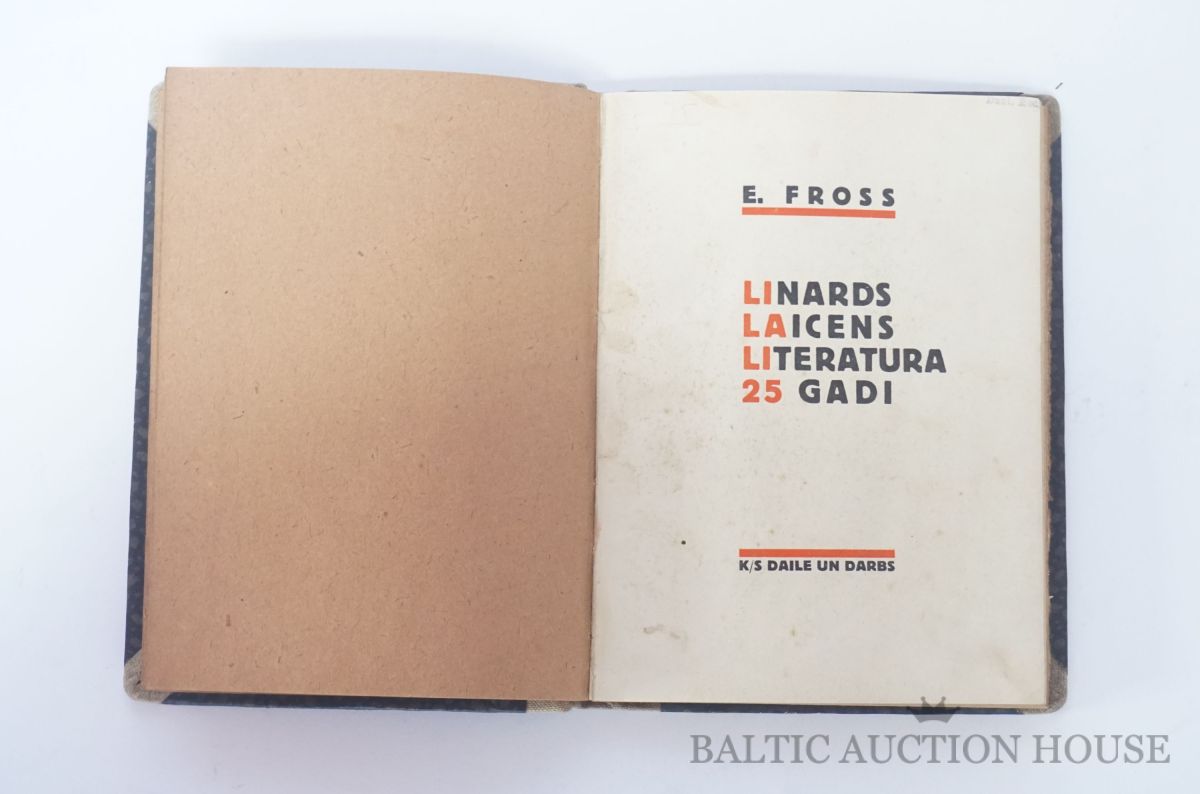 E. FROSS
LINARDS
LAICENS
LITERATURA
25 GADI
K/S DAILE UN DARBS
BALTIC AUCTION HOUSE